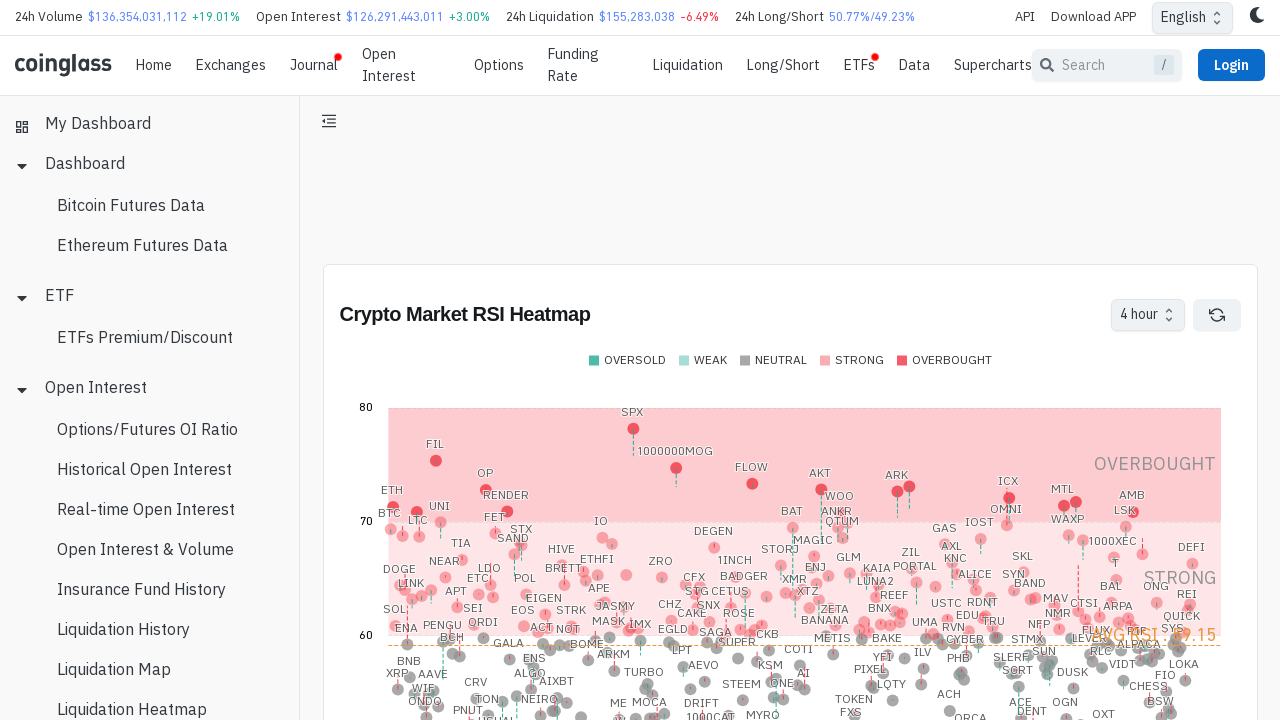 24h Volume $136,354,031,112 +19.01% Open Interest $126,291,443,011 +3.00% 24h Liquidation $155,283,038 -6.49% 24h Long/Short 50.77%/49.23% API Download APP English
coinglass Home Exchanges Journal Open Interest Options Funding Rate Liquidation Long/Short ETFs Data Supercharts Search / Login
My Dashboard
Dashboard
Bitcoin Futures Data
Ethereum Futures Data
ETF
ETFs Premium/Discount
Open Interest
Options/Futures OI Ratio
Historical Open Interest
Real-time Open Interest
Open Interest & Volume
Insurance Fund History
Liquidation History
Liquidation Map
Liquidation Heatmap
Crypto Market RSI Heatmap 4 hour
OVERSOLD WEAK NEUTRAL STRONG OVERBOUGHT
80
SPX
FIL 1000000MOG
OVERBOUGHT
OP FLOW AKT ARK ICX
ETH RENDER WOO MTL AMB
BTC UNI BAT ANKR OMNI LSK
70
LTC FET IO QTUM IOST WAXP
STX DEGEN GAS
TIA SAND MAGIC 1000XEC
HIVE STORJ AXL DEFI
NEAR ETHFI ZRO 1INCH GLM ZIL KNC SKL T
DOGE LDO BRETT ENJ KAIA PORTAL
LINK ETC POL CFX BADGER XMR LUNA2 ALICE SYN STRONG
APT APE STG CETUS XTZ REEF BAND BAL REI
EIGEN MAV
SOL SEI EOS STRK JASMY CHZ SNX ZETA BNX USTC RDNT CTSI ARPA
CAKE ROSE EDU NMR QUICK
ENA PENGU ORDI ACT NOT MASK IMX EGLD BANANA UMA RVN TRU
60
BCH SAGA CKB METIS BAKE CYBER STMX LEVER AVG RSI : 59.15
GALA BOME SUPER COTI ILV SUN RLC ALPACA
BNB ENS ARKM LPT YFI PHB SLERF
XRP AAVE ALGO TURBO AEVO KSM AI PIXEL SORT DUSK VIDT LOKA
WIF CRV AIXBT STEEM ONE LQTY FIO
ONDO TON NEIRO ME MOCA DRIFT TOKEN ACH ACE OGN CHESS
PNUT 1000CAT MYRO FXS ORCA DENT OXT BSW